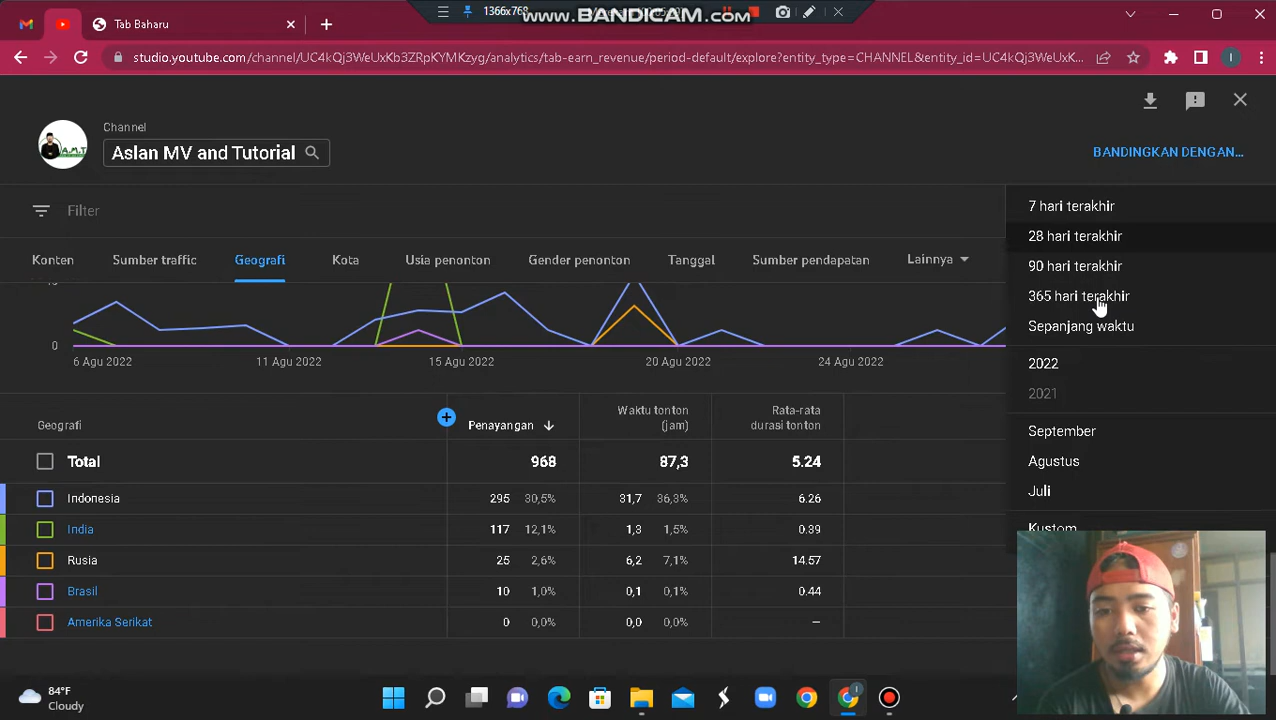 1366x768
www.BANDICAM.com
Tab Baharu
studio.youtube.com/channel/UC4kQj3WeUxKb3ZRpKYMKzyg/analytics/tab-earn_revenue/period-default/explore?entity_type=CHANNEL&entity_id=UC4kQj3WeUxK...
I
Channel
Aslan MV and Tutorial
A.M.T
BANDINGKAN DENGAN...
Filter
7 hari terakhir
28 hari terakhir
90 hari terakhir
365 hari terakhir
Sepanjang waktu
2022
2021
September
Agustus
Juli
Kustom
Konten
Sumber traffic
Geografi
Kota
Usia penonton
Gender penonton
Tanggal
Sumber pendapatan
Lainnya
0
6 Agu 2022
11 Agu 2022
15 Agu 2022
20 Agu 2022
24 Agu 2022
Geografi
Penayangan
Waktu tonton
(jam)
Rata-rata
durasi tonton
Total 968 87,3 5.24
Indonesia 295 30,5% 31,7 36,3% 6.26
India 117 12,1% 1,3 1,5% 0.39
Rusia 25 2,6% 6,2 7,1% 14.57
Brasil 10 1,0% 0,1 0,1% 0.44
Amerika Serikat 0 0,0% 0,0 0,0% —
84°F
Cloudy